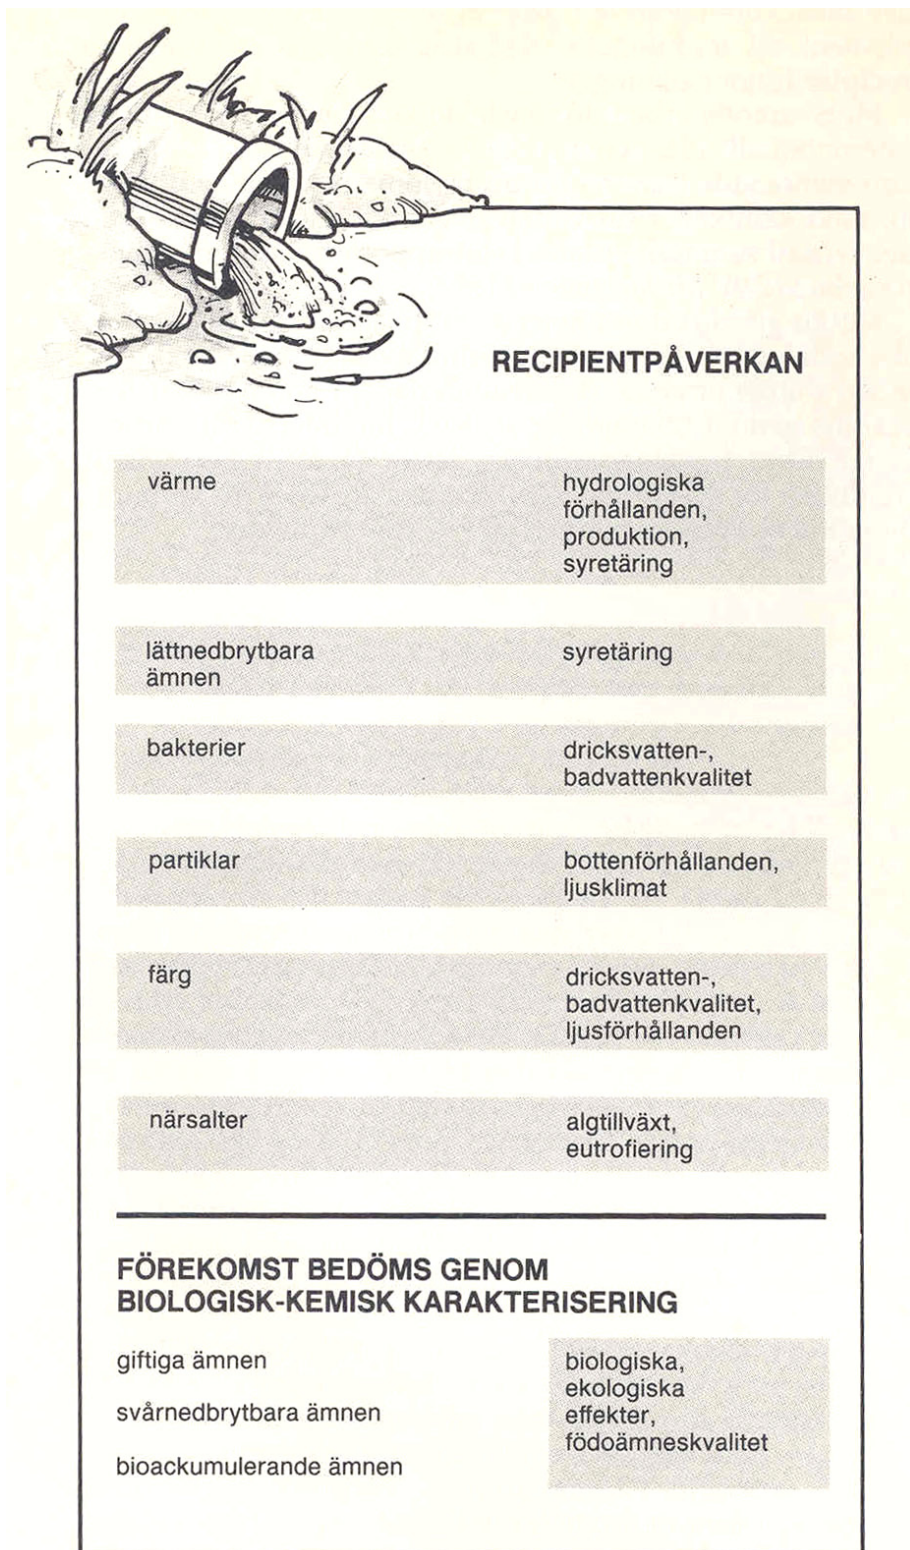 RECIPIENTPÅVERKAN
värme
hydrologiska
förhållanden,
produktion,
syretäring
lättnedbrytbara
ämnen
syretäring
bakterier
dricksvatten-,
badvattenkvalitet
partiklar
bottenförhållanden,
ljusklimat
färg
dricksvatten-,
badvattenkvalitet,
ljusförhållanden
närsalter
algtillväxt,
eutrofiering
FÖREKOMST BEDÖMS GENOM
BIOLOGISK-KEMISK KARAKTERISERING
giftiga ämnen
svårnedbrytbara ämnen
bioackumulerande ämnen
biologiska,
ekologiska
effekter,
födoämneskvalitet